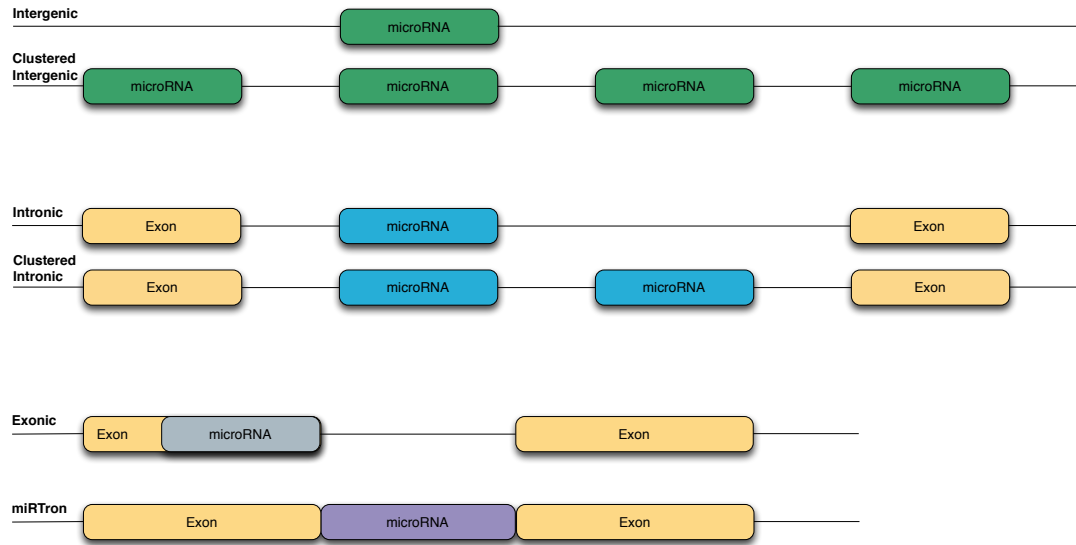 Intergenic
microRNA
Clustered
Intergenic
microRNA microRNA microRNA microRNA
Intronic
Exon microRNA Exon
Clustered
Intronic
Exon microRNA microRNA Exon
Exonic
Exon microRNA Exon
miRTron
Exon microRNA Exon